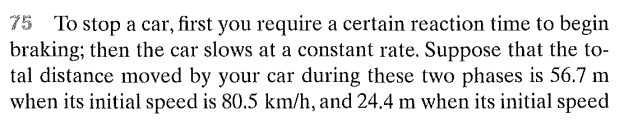 75 To stop a car, first you require a certain reaction time to begin
braking; then the car slows at a constant rate. Suppose that the to-
tal distance moved by your car during these two phases is 56.7 m
when its initial speed is 80.5 km/h, and 24.4 m when its initial speed